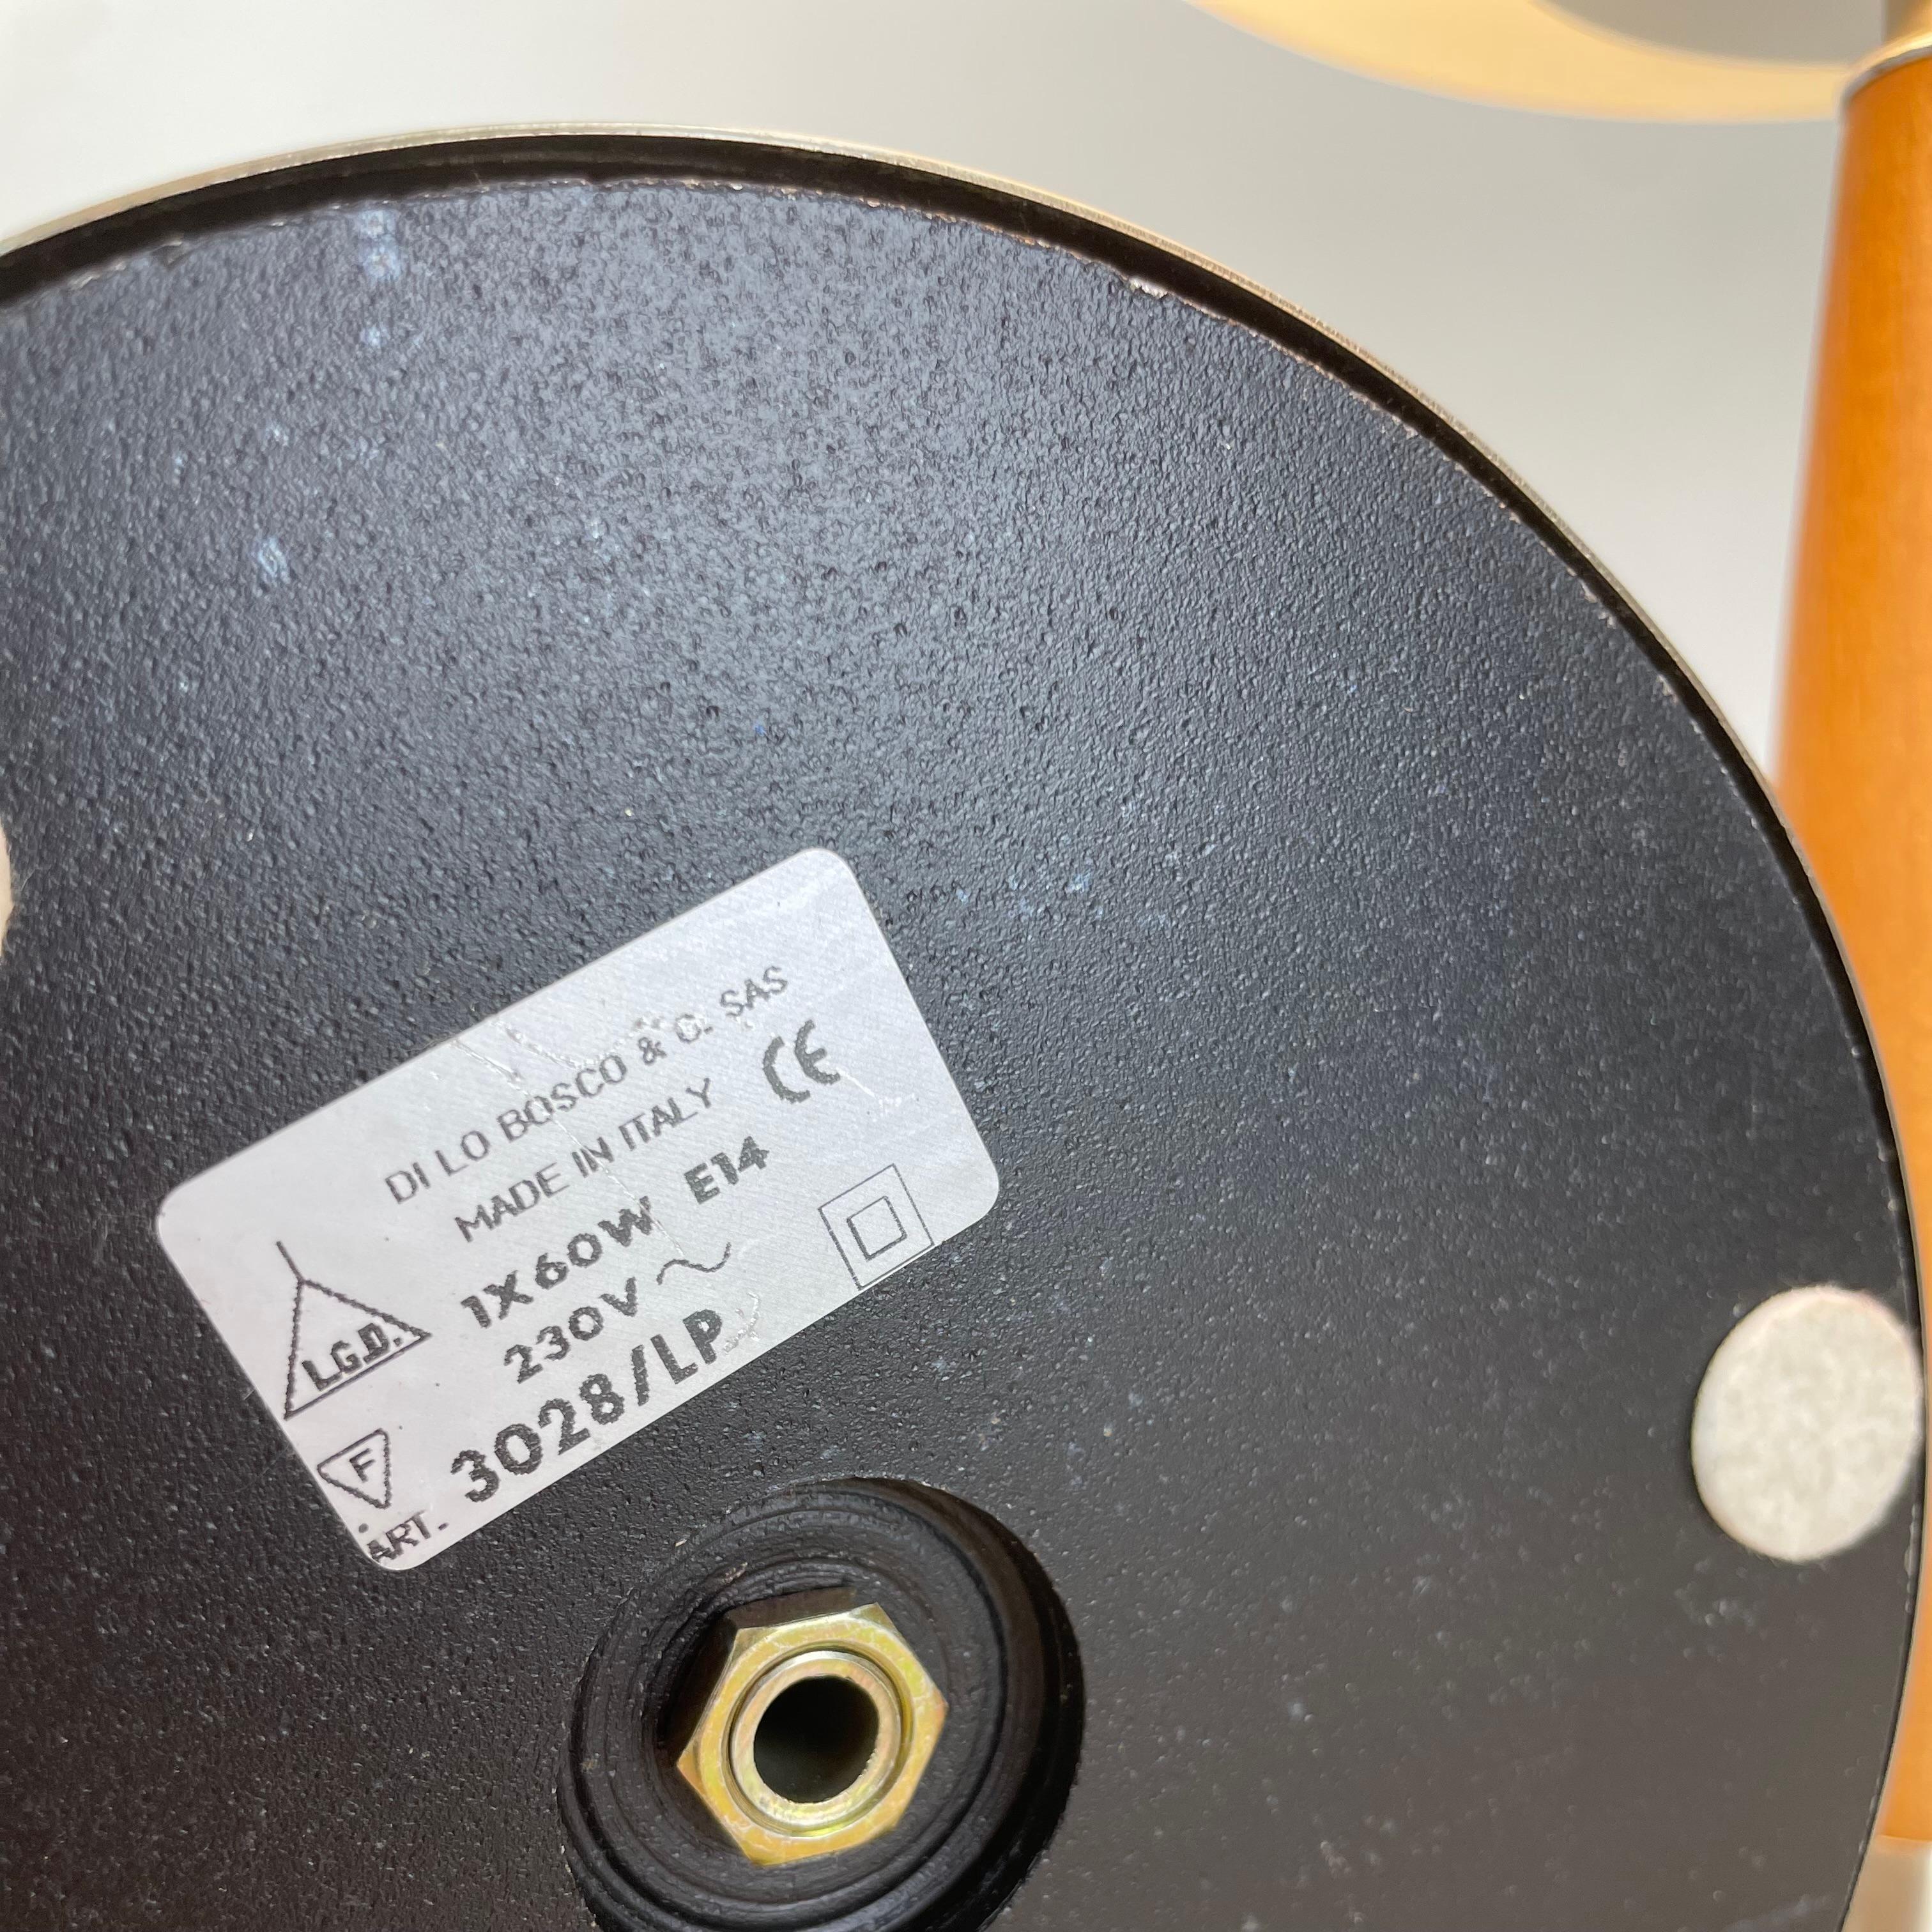 DI LO BOSCO & C. SAS
MADE IN ITALY CE
1X60W E14
230V ~
L.G.D.
F
ART. 3028/LP